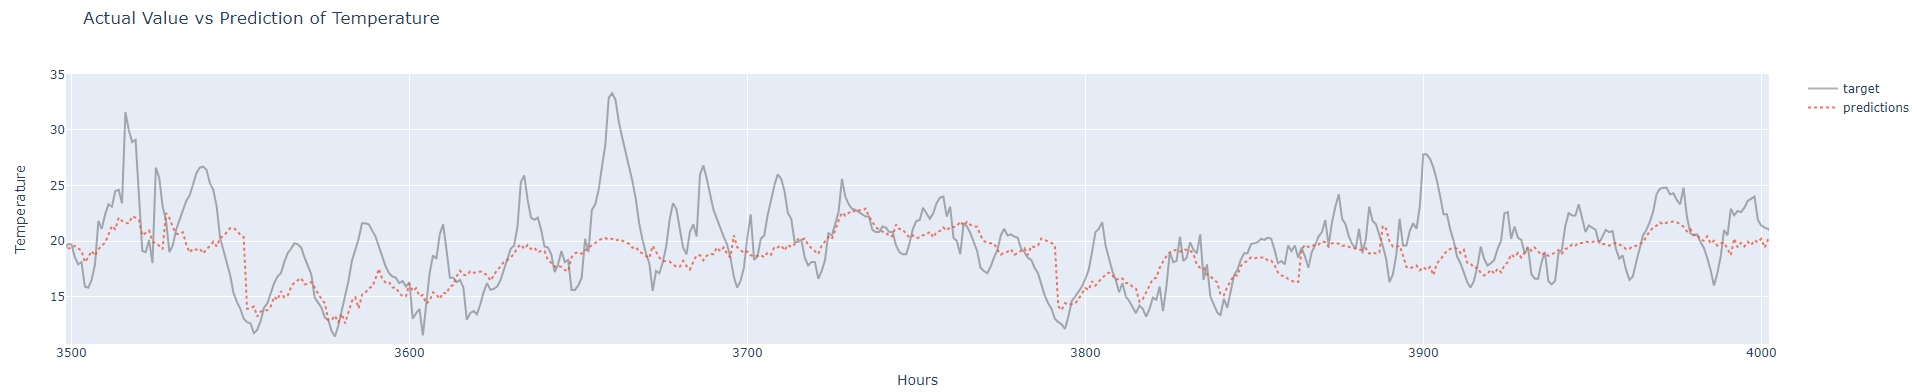 Actual Value vs Prediction of Temperature
35
30
25
20
15
Temperature
3500
3600
3700
3800
3900
4000
Hours
target
predictions